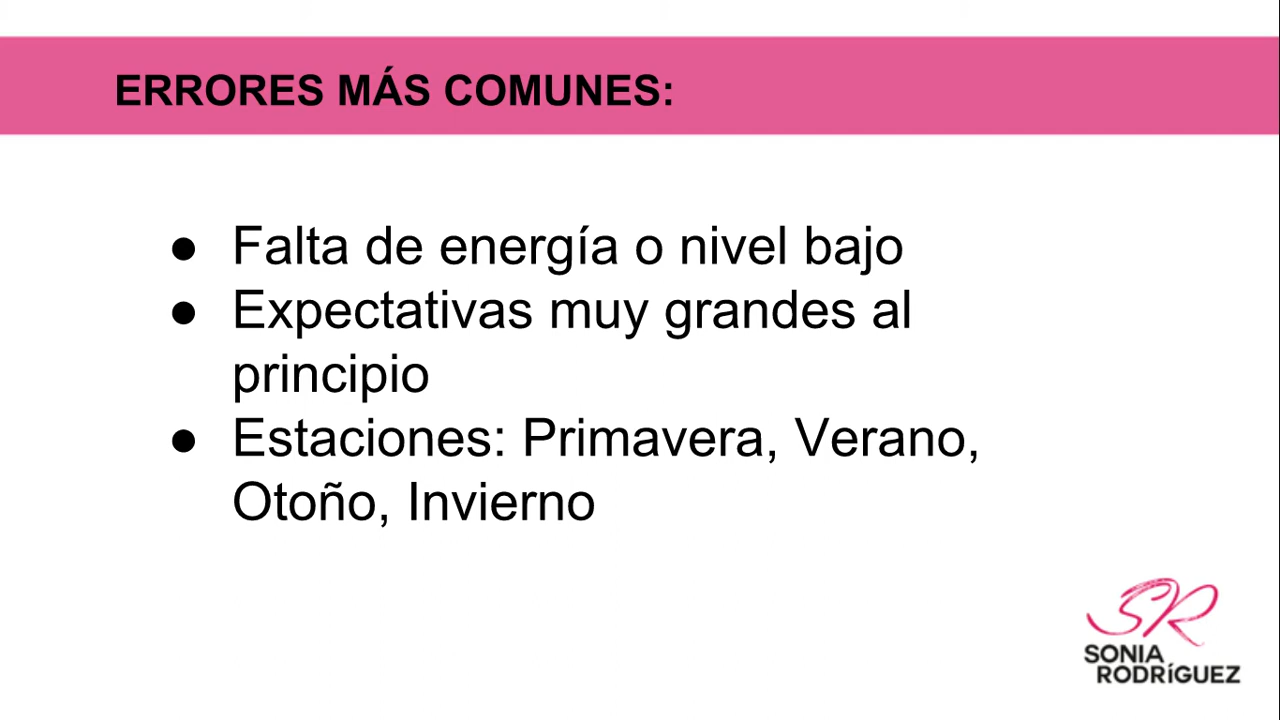 ERRORES MÁS COMUNES:
● Falta de energía o nivel bajo
● Expectativas muy grandes al
principio
● Estaciones: Primavera, Verano,
Otoño, Invierno
SR
SONIA
RODRÍGUEZ